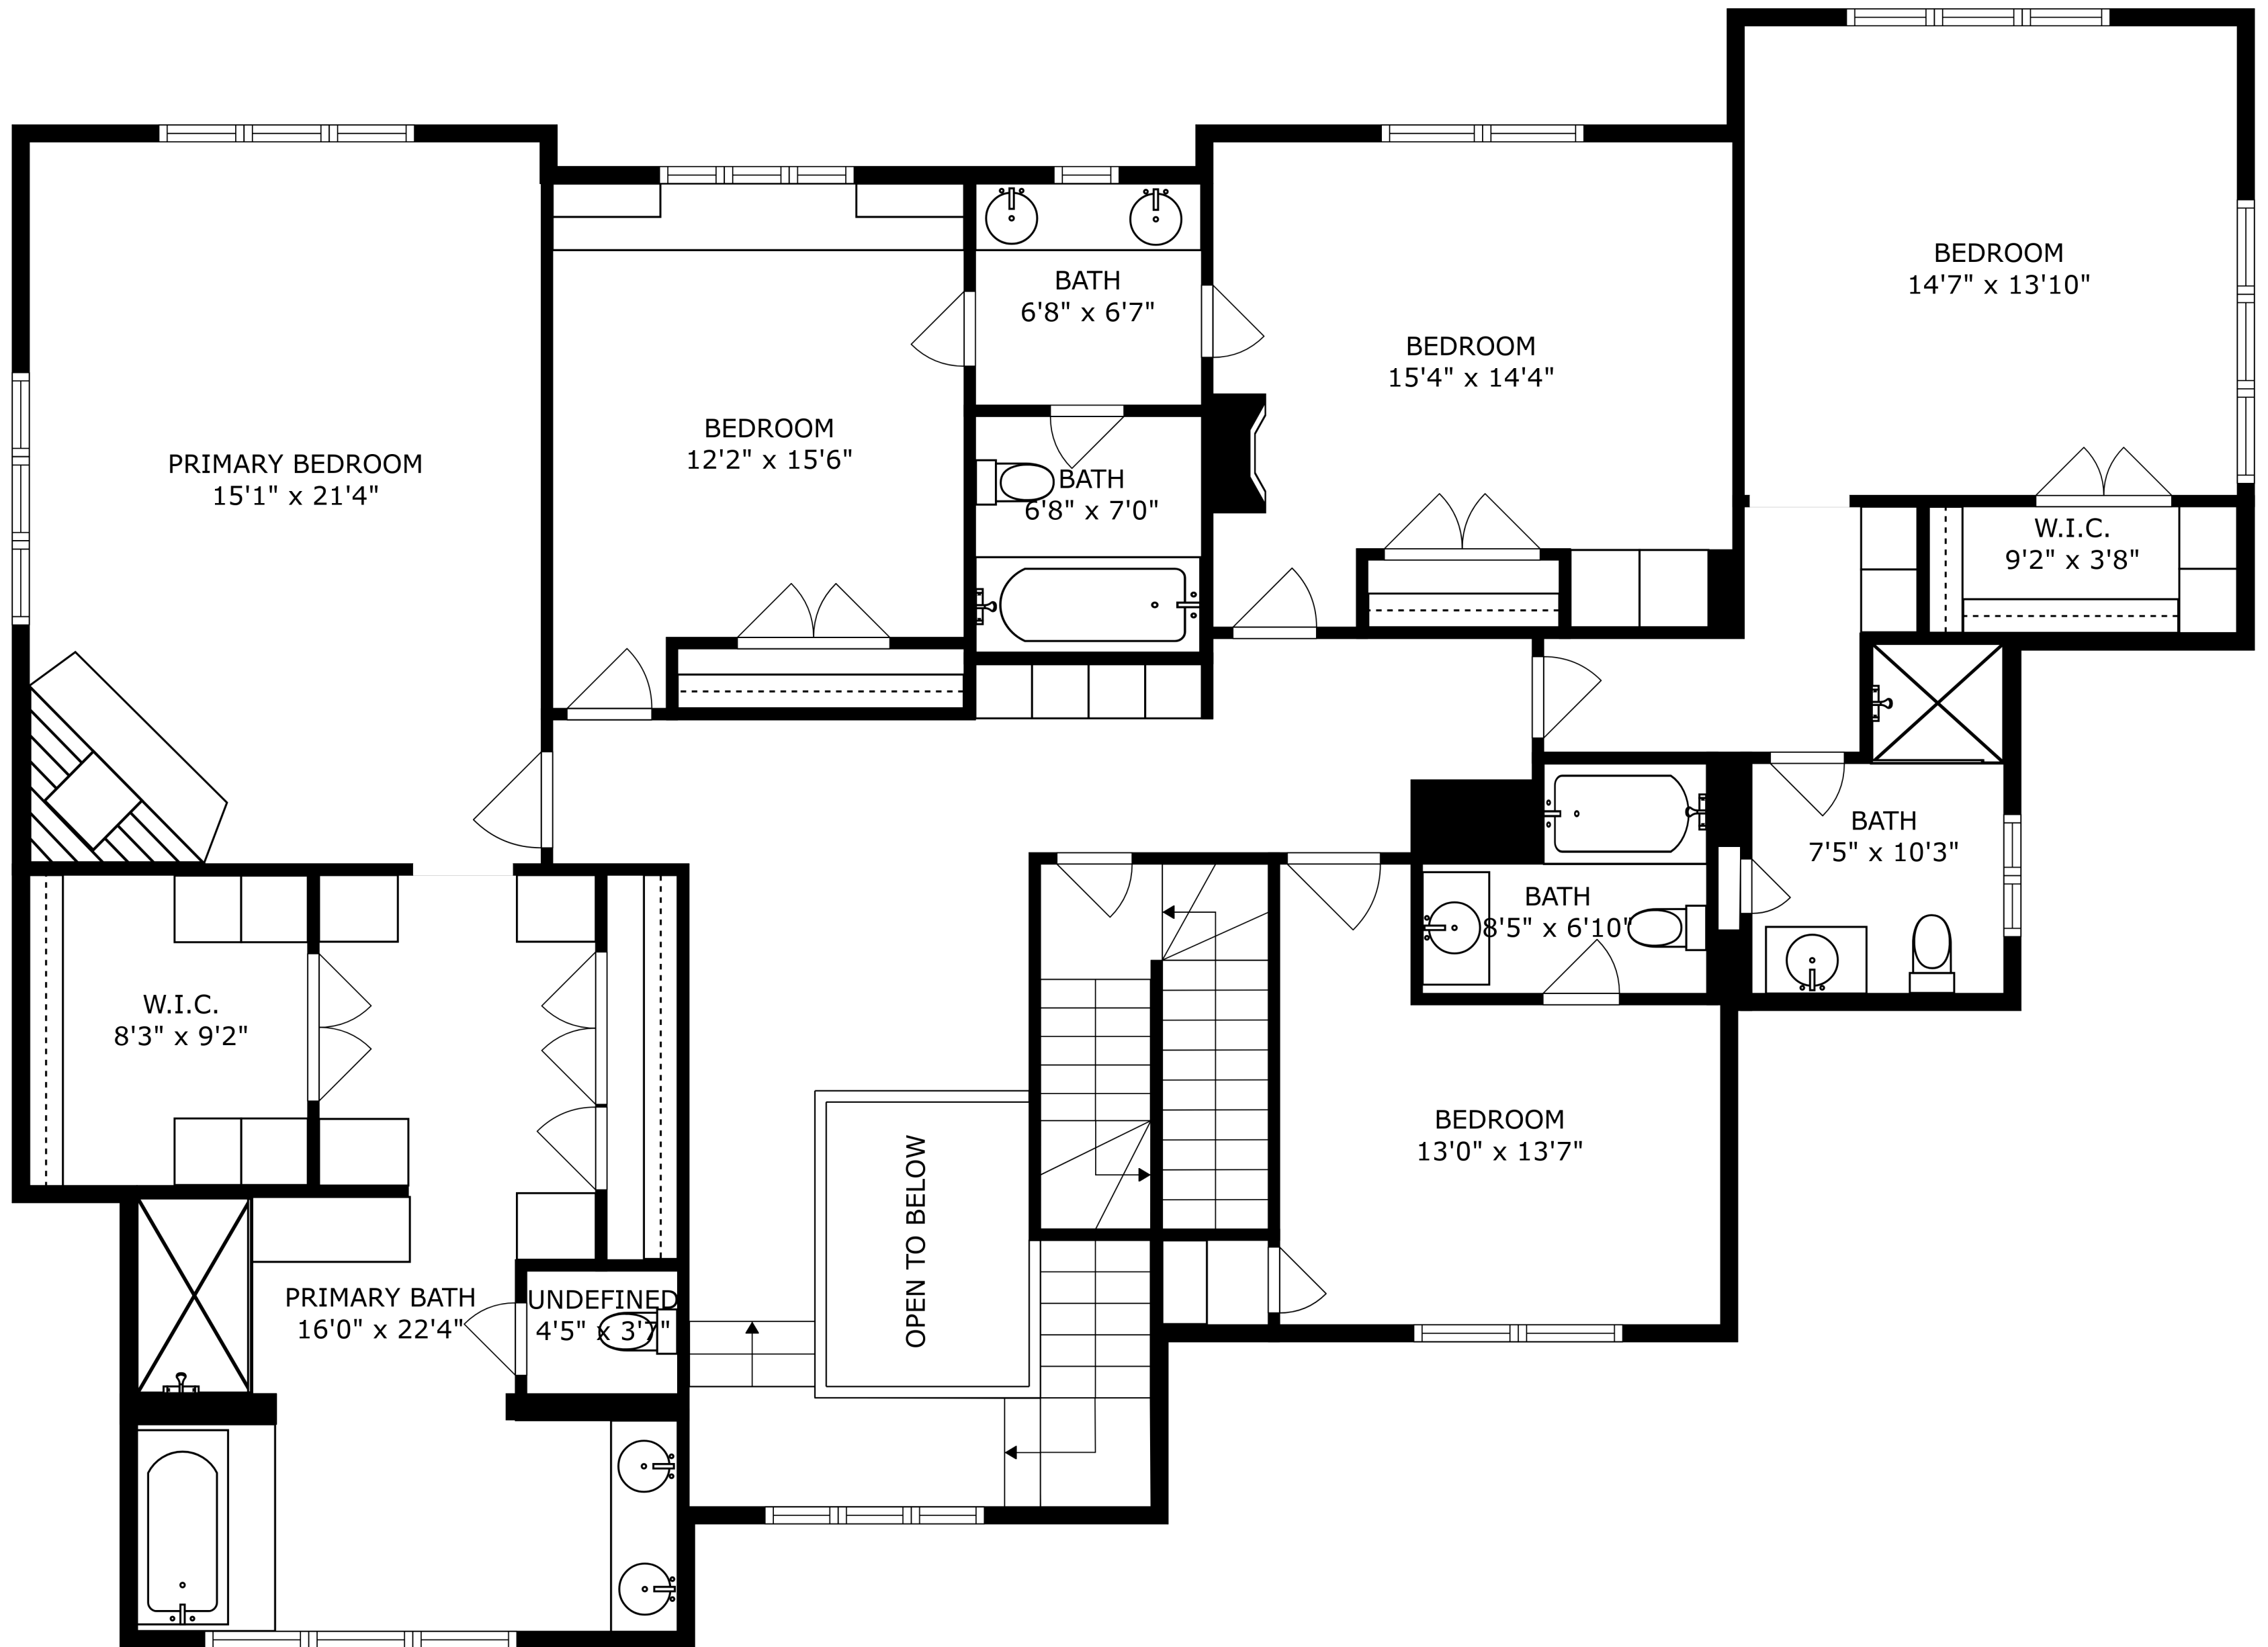 BEDROOM
14'7" x 13'10"
BATH
6'8" x 6'7"
BEDROOM
15'4" x 14'4"
BEDROOM
12'2" x 15'6"
PRIMARY BEDROOM
15'1" x 21'4"
BATH
6'8" x 7'0"
W.I.C.
9'2" x 3'8"
BATH
7'5" x 10'3"
BATH
8'5" x 6'10"
W.I.C.
8'3" x 9'2"
BEDROOM
13'0" x 13'7"
OPEN TO BELOW
PRIMARY BATH
16'0" x 22'4"
UNDEFINED
4'5" x 3'7"